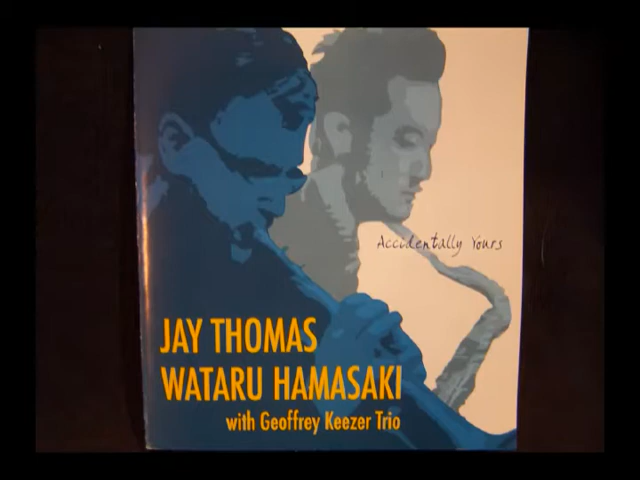 Accidentally Yours
JAY THOMAS
WATARU HAMASAKI
with Geoffrey Keezer Trio